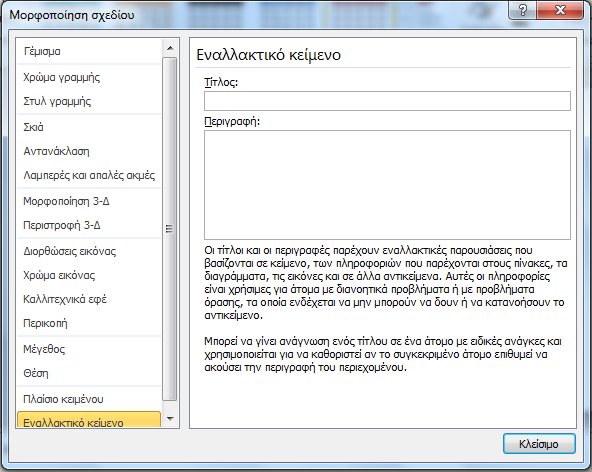 Μορφοποίηση σχεδίου
Γέμισμα
Χρώμα γραμμής
Στυλ γραμμής
Σκιά
Αντανάκλαση
Λαμπερές και απαλές ακμές
Μορφοποίηση 3-Δ
Περιστροφή 3-Δ
Διορθώσεις εικόνας
Χρώμα εικόνας
Καλλιτεχνικά εφέ
Περικοπή
Μέγεθος
Θέση
Πλαίσιο κειμένου
Εναλλακτικό κείμενο
Εναλλακτικό κείμενο
Τίτλος:
Περιγραφή:
Οι τίτλοι και οι περιγραφές παρέχουν εναλλακτικές παρουσιάσεις που
βασίζονται σε κείμενο, των πληροφοριών που παρέχονται στους πίνακες, τα
διαγράμματα, τις εικόνες και σε άλλα αντικείμενα. Αυτές οι πληροφορίες
είναι χρήσιμες για άτομα με διανοητικά προβλήματα ή με προβλήματα
όρασης, τα οποία ενδέχεται να μην μπορούν να δουν ή να κατανοήσουν το
αντικείμενο.
Μπορεί να γίνει ανάγνωση ενός τίτλου σε ένα άτομο με ειδικές ανάγκες και
χρησιμοποιείται για να καθοριστεί αν το συγκεκριμένο άτομο επιθυμεί να
ακούσει την περιγραφή του περιεχομένου.
Κλείσιμο